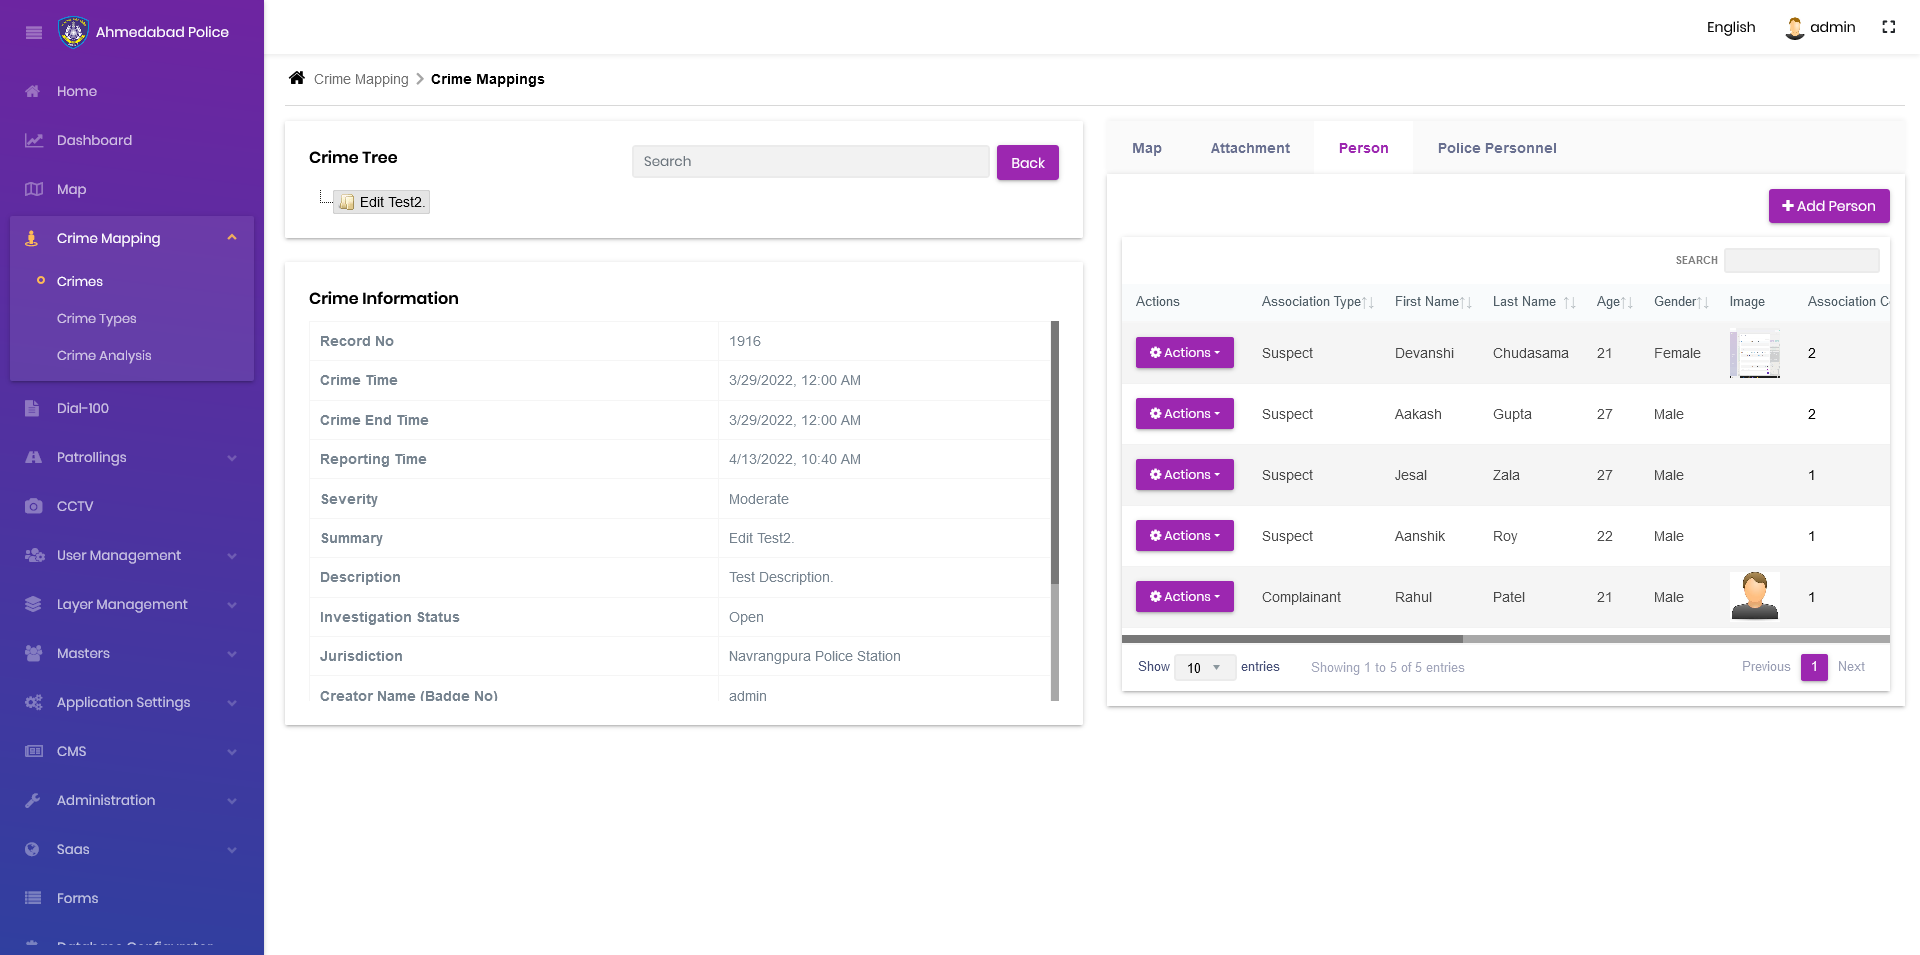 Ahmedabad Police
English
admin
Home
Dashboard
Map
Crime Mapping
Crimes
Crime Types
Crime Analysis
Dial-100
Patrollings
CCTV
User Management
Layer Management
Masters
Application Settings
CMS
Administration
Saas
Forms
Database Configurator
Crime Mapping
Crime Mappings
Crime Tree
Search
Back
Edit Test2.
Crime Information
Record No 1916
Crime Time 3/29/2022, 12:00 AM
Crime End Time 3/29/2022, 12:00 AM
Reporting Time 4/13/2022, 10:40 AM
Severity Moderate
Summary Edit Test2.
Description Test Description.
Investigation Status Open
Jurisdiction Navrangpura Police Station
Creator Name (Badge No) admin
Map Attachment Person Police Personnel
Add Person
SEARCH
Actions Association Type First Name Last Name Age Gender Image Association C
Actions Suspect Devanshi Chudasama 21 Female 2
Actions Suspect Aakash Gupta 27 Male 2
Actions Suspect Jesal Zala 27 Male 1
Actions Suspect Aanshik Roy 22 Male 1
Actions Complainant Rahul Patel 21 Male 1
Show 10 entries Showing 1 to 5 of 5 entries Previous 1 Next